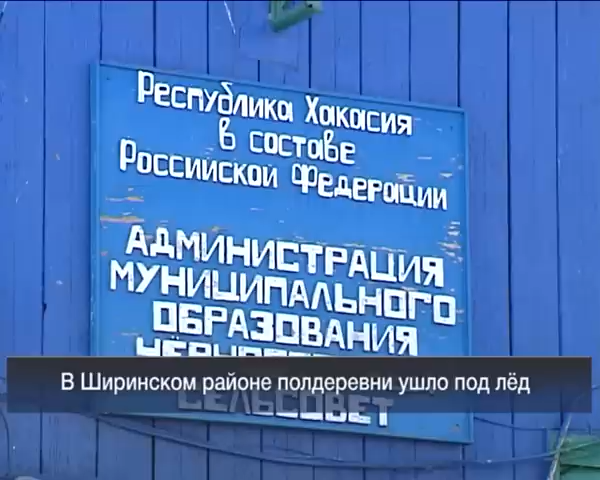 Республика Хакасия
в составе
Российской Федерации
АДМИНИСТРАЦИЯ
МУНИЦИПАЛЬНОГО
ОБРАЗОВАНИЯ
В Ширинском районе полдеревни ушло под лёд
СЕЛЬСОВЕТ